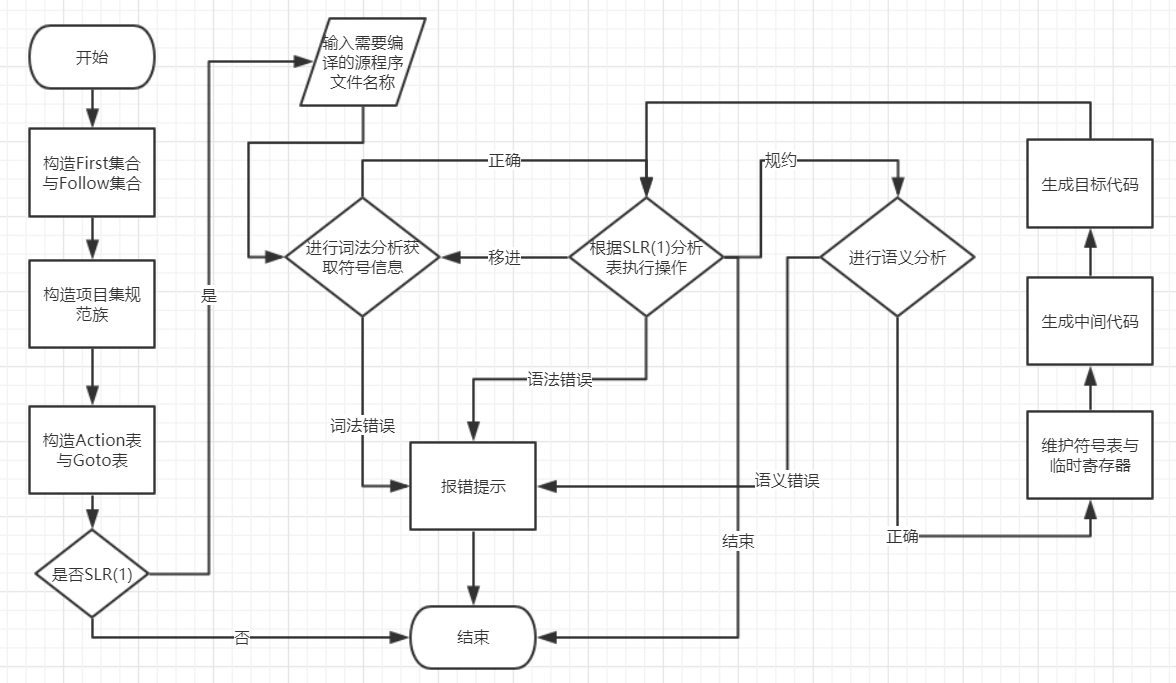 开始
构造First集合
与Follow集合
构造项目集规
范族
构造Action表
与Goto表
是否SLR(1)
是
否
输入需要编
译的源程序
文件名称
进行词法分析获
取符号信息
正确
移进
词法错误
根据SLR(1)分析
表执行操作
语法错误
规约
结束
进行语义分析
语义错误
正确
维护符号表与
临时寄存器
生成中间代码
生成目标代码
报错提示
结束